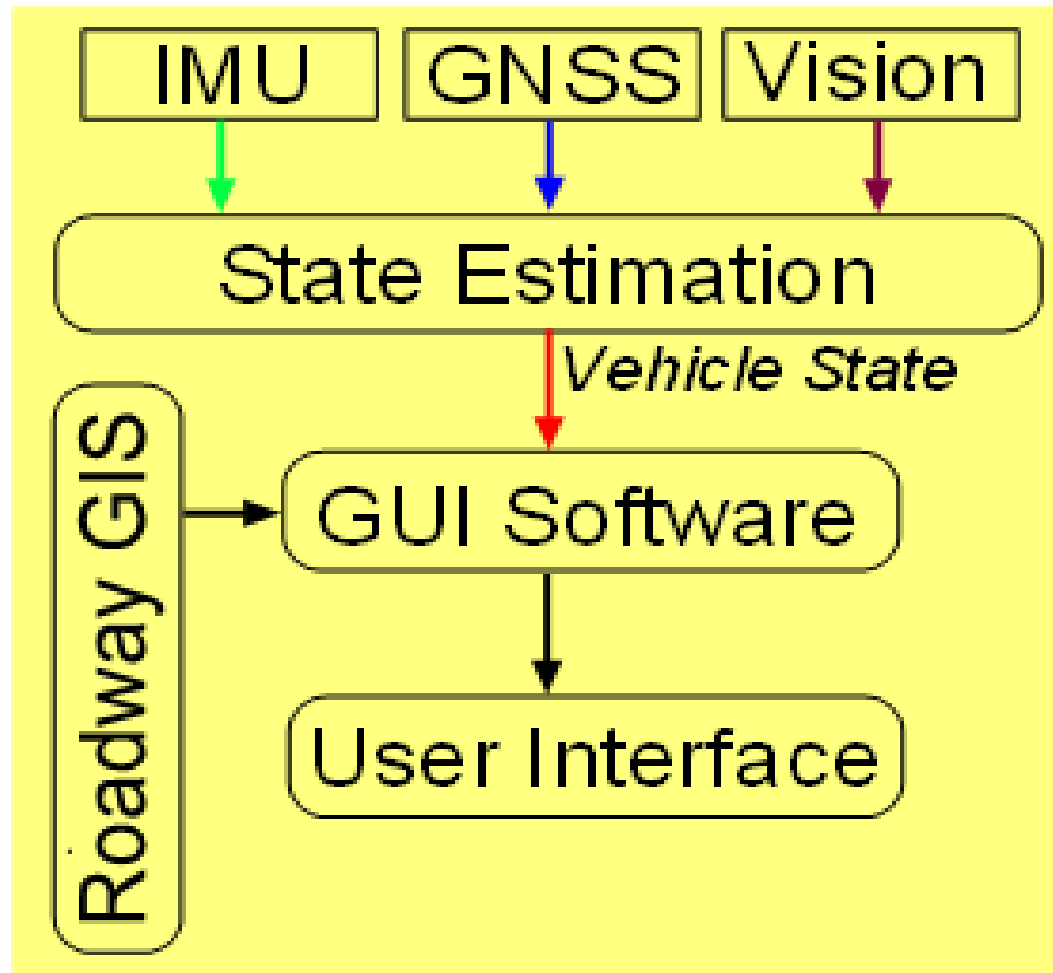 IMU
GNSS
Vision
State Estimation
Vehicle State
Roadway GIS
GUI Software
User Interface